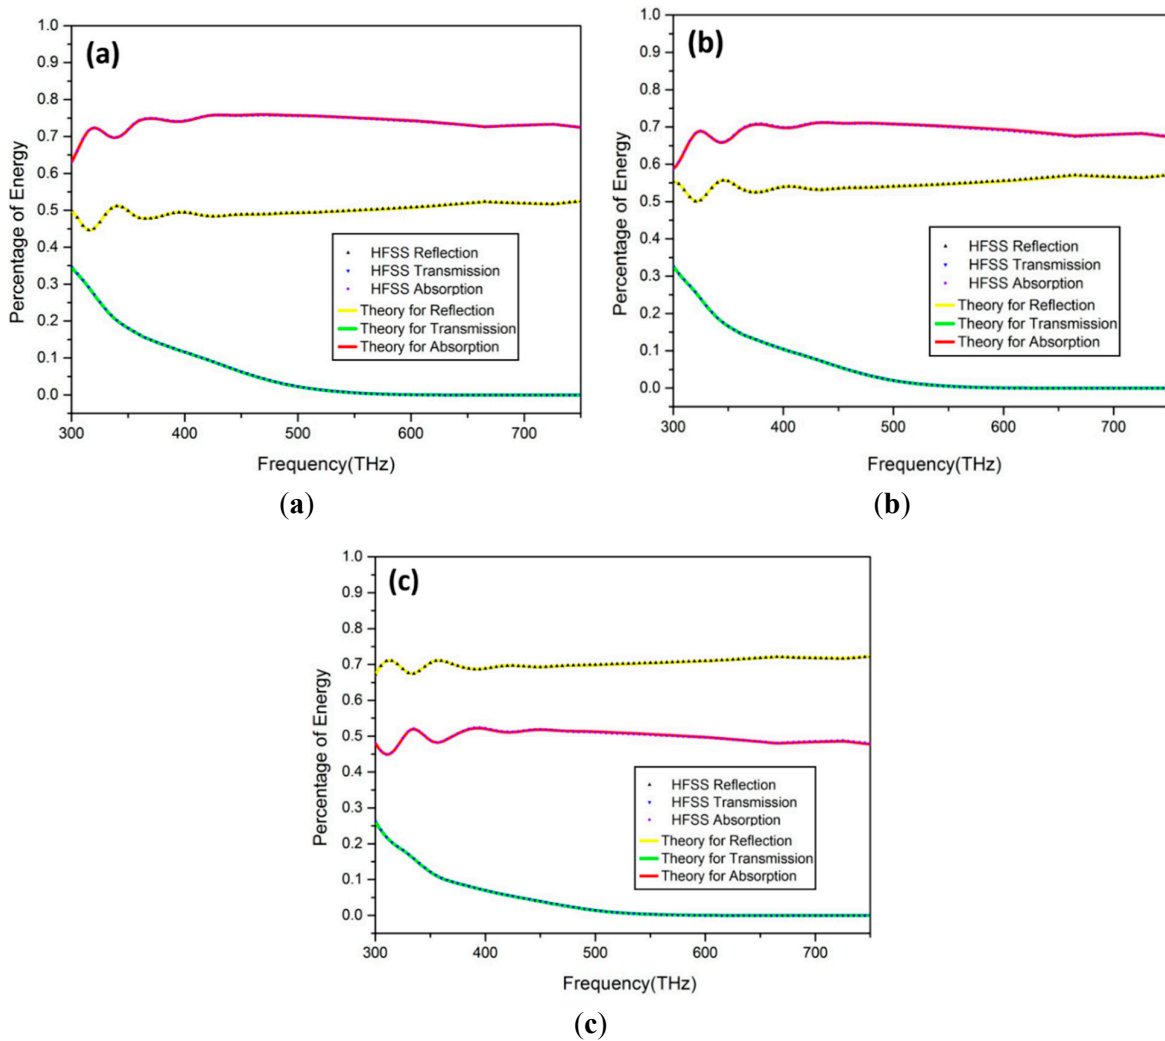 (a)
1.0
0.9
0.8
0.7
0.6
0.5
0.4
0.3
0.2
0.1
0.0
Percentage of Energy
HFSS Reflection
HFSS Transmission
HFSS Absorption
Theory for Reflection
Theory for Transmission
Theory for Absorption
300 400 500 600 700
Frequency(THz)
(a)
(b)
1.0
0.9
0.8
0.7
0.6
0.5
0.4
0.3
0.2
0.1
0.0
Percentage of Energy
HFSS Reflection
HFSS Transmission
HFSS Absorption
Theory for Reflection
Theory for Transmission
Theory for Absorption
300 400 500 600 700
Frequency(THz)
(b)
(c)
1.0
0.9
0.8
0.7
0.6
0.5
0.4
0.3
0.2
0.1
0.0
Percentage of Energy
HFSS Reflection
HFSS Transmission
HFSS Absorption
Theory for Reflection
Theory for Transmission
Theory for Absorption
300 400 500 600 700
Frequency(THz)
(c)